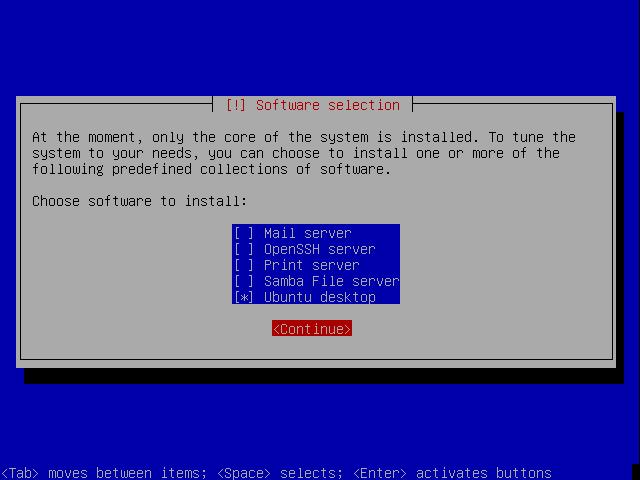 [!] Software selection
At the moment, only the core of the system is installed. To tune the
system to your needs, you can choose to install one or more of the
following predefined collections of software.
Choose software to install:
[ ] Mail server
[ ] OpenSSH server
[ ] Print server
[ ] Samba File server
[*] Ubuntu desktop
<Continue>
<Tab> moves between items; <Space> selects; <Enter> activates buttons